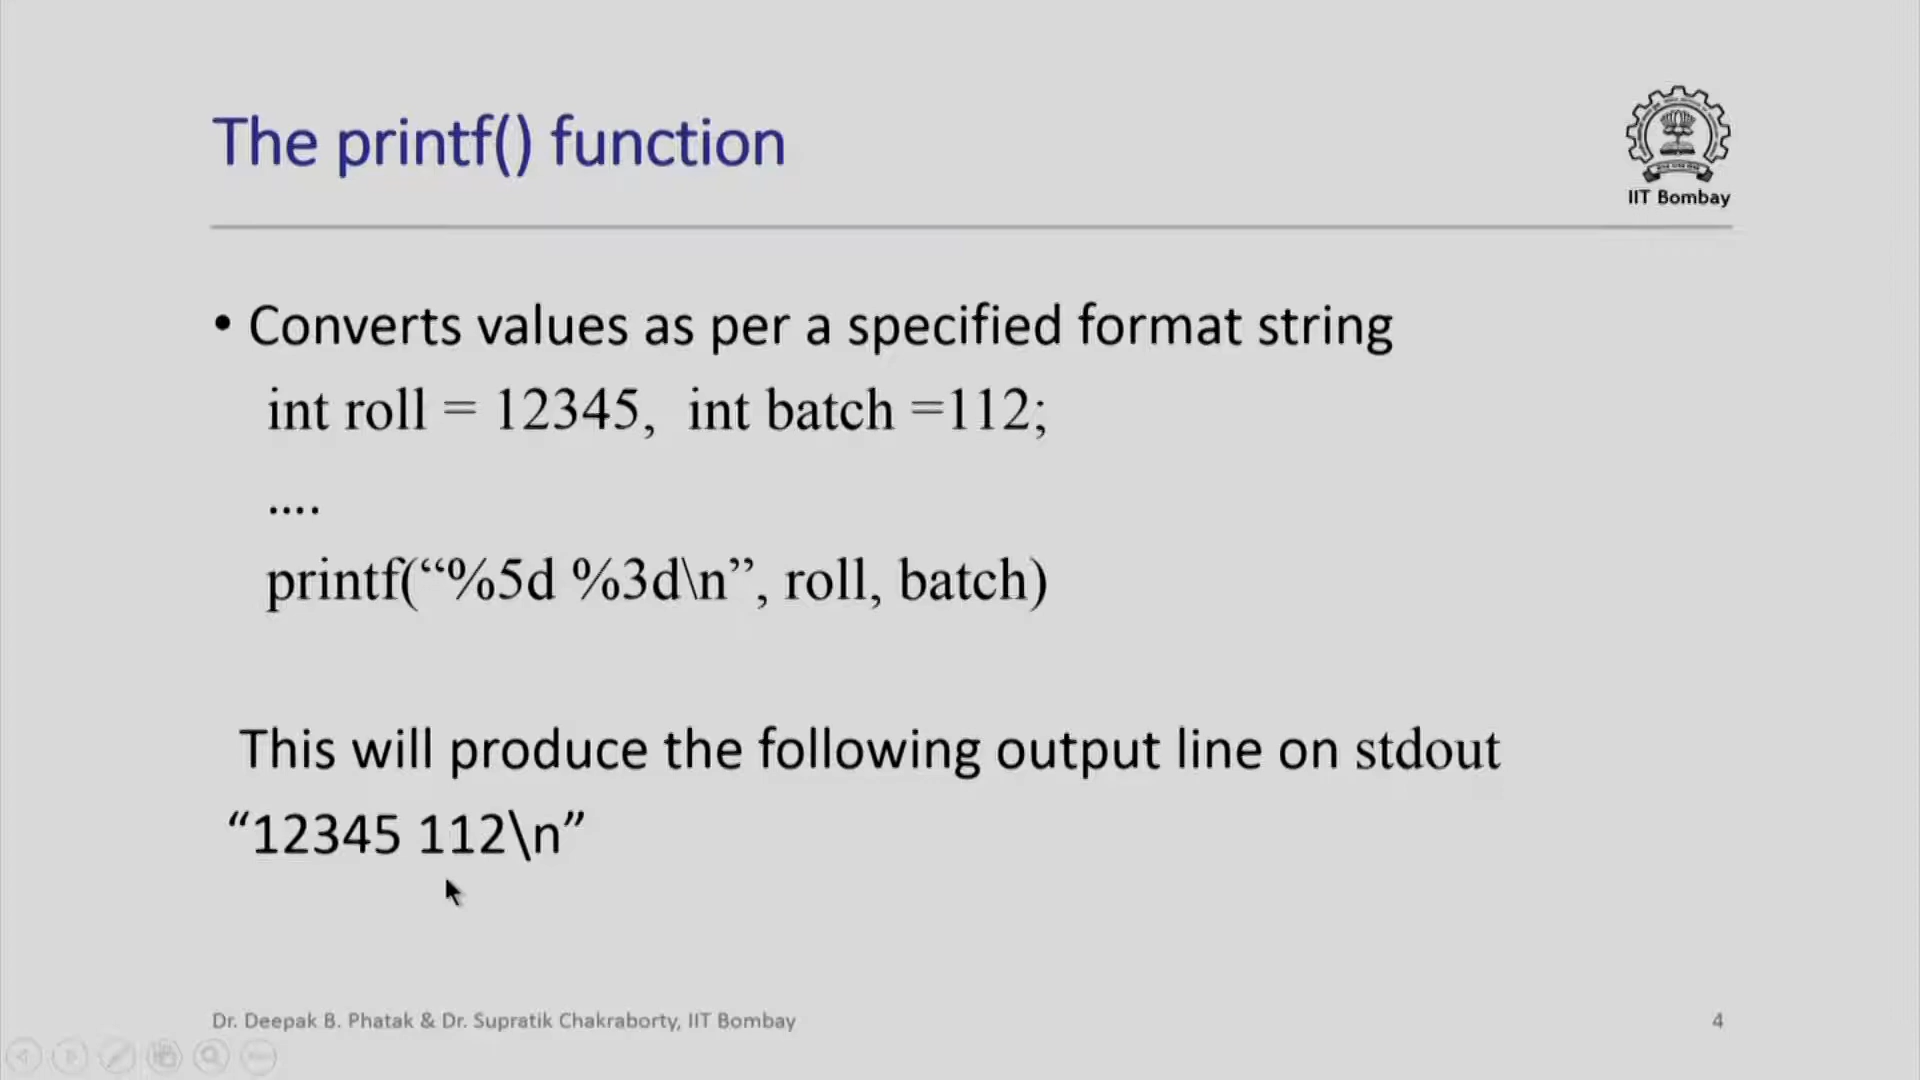 The printf() function
IIT Bombay
• Converts values as per a specified format string
int roll = 12345, int batch =112;
....
printf(“%5d %3d\n”, roll, batch)
This will produce the following output line on stdout
“12345 112\n”
Dr. Deepak B. Phatak & Dr. Supratik Chakraborty, IIT Bombay
4